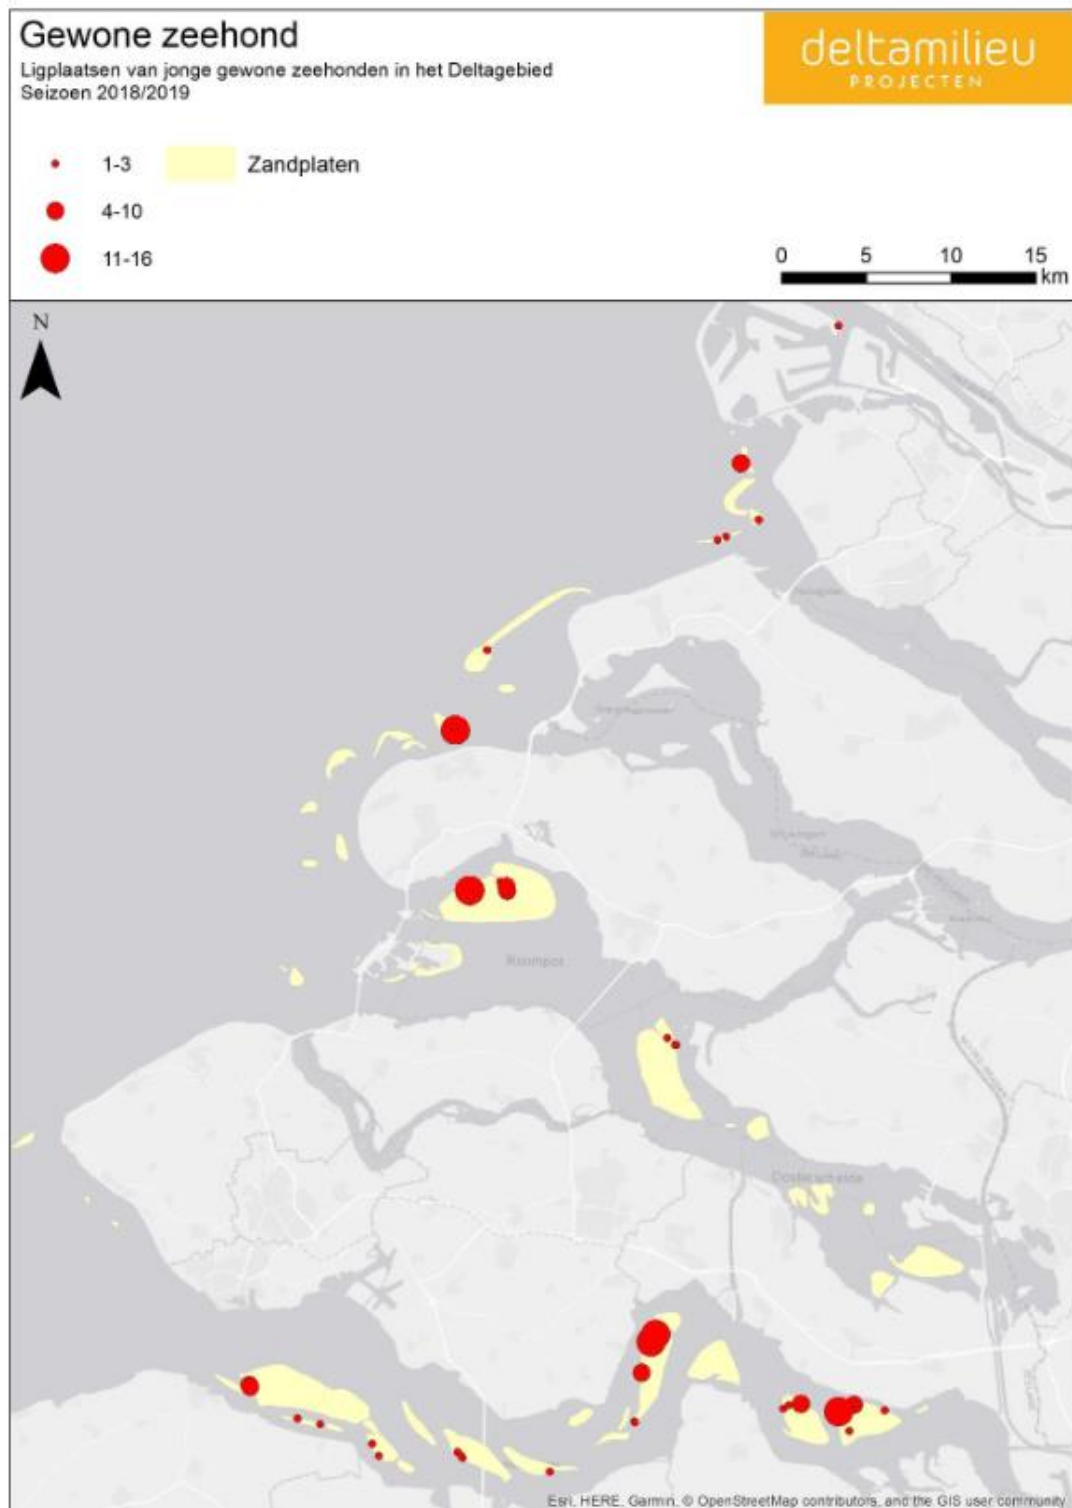 Gewone zeehond
Ligplaatsen van jonge gewone zeehonden in het Deltagebied
Seizoen 2018/2019
deltamilieu
PROJECTEN
1-3
Zandplaten
4-10
11-16
0 5 10 15
km
N
Roompot
Oosterschelde
Esri, HERE, Garmin, © OpenStreetMap contributors, and the GIS user community